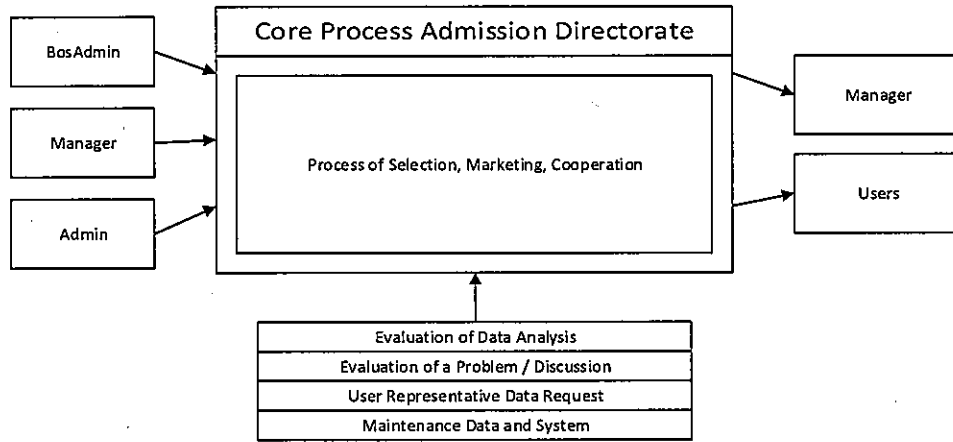 Core Process Admission Directorate
BosAdmin
Manager
Admin
Process of Selection, Marketing, Cooperation
Manager
Users
Evaluation of Data Analysis
Evaluation of a Problem / Discussion
User Representative Data Request
Maintenance Data and System